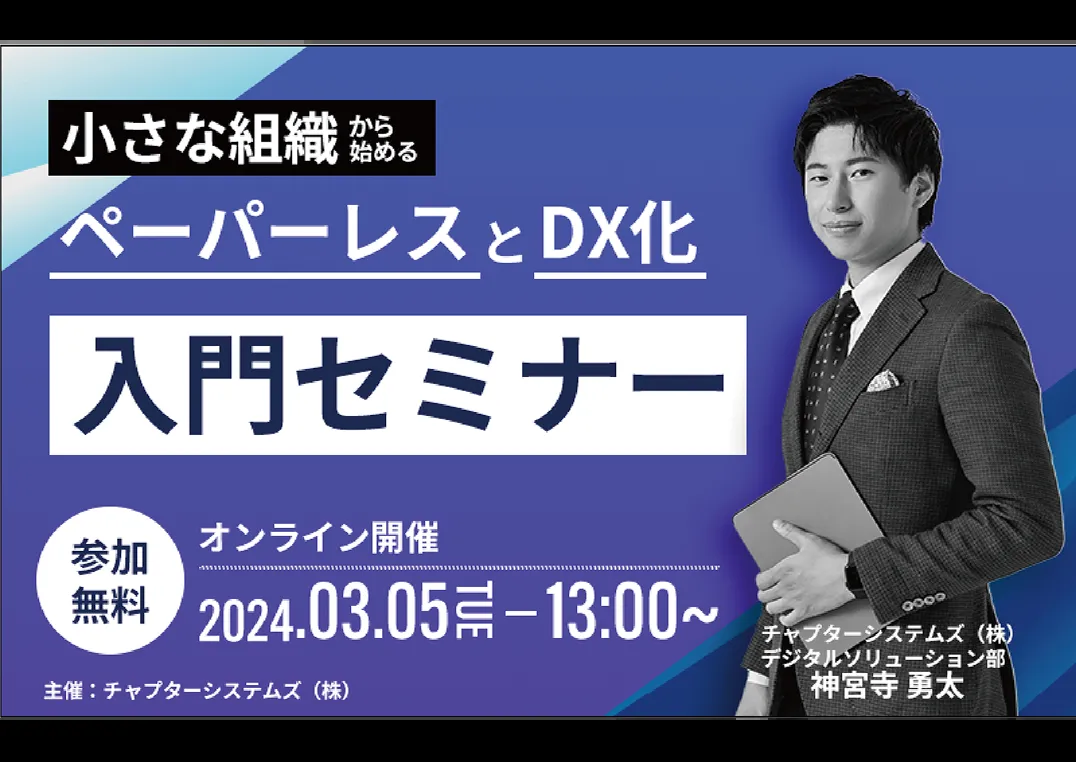 小さな組織から始める
ペーパーレスとDX化
入門セミナー
参加
無料
オンライン開催
2024.03.05 TUE – 13:00~
主催：チャプターシステムズ（株）
チャプターシステムズ（株）
デジタルソリューション部
神宮寺 勇太